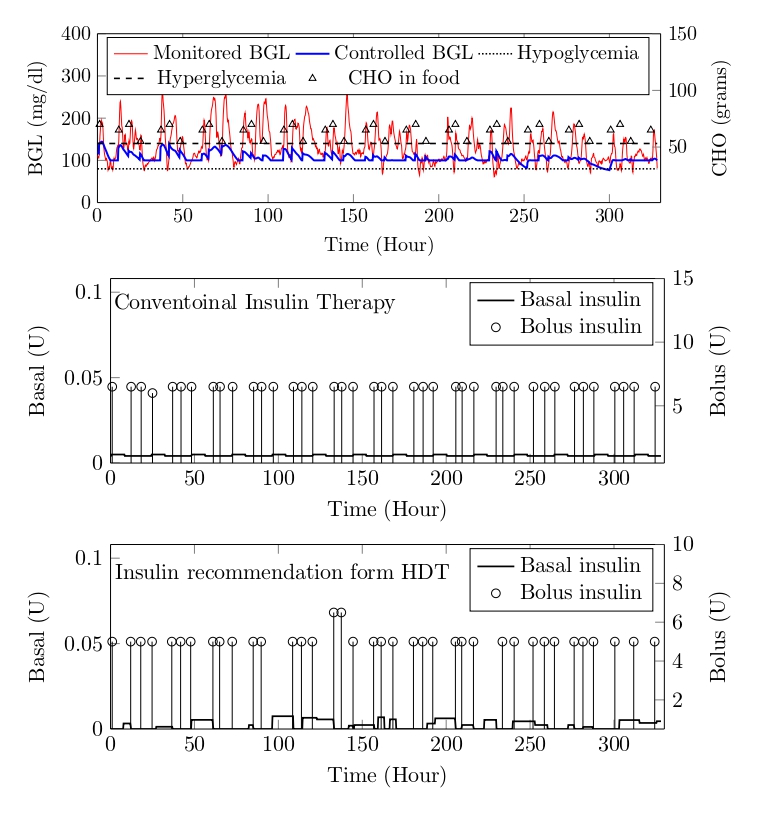 400
300
200
100
0
BGL (mg/dl)
150
100
50
CHO (grams)
Monitored BGL Controlled BGL Hypoglycemia
Hyperglycemia CHO in food
0 50 100 150 200 250 300
Time (Hour)
0.1
0.05
0
Basal (U)
15
10
5
Bolus (U)
Conventoinal Insulin Therapy
Basal insulin
Bolus insulin
0 50 100 150 200 250 300
Time (Hour)
0.1
0.05
0
Basal (U)
10
8
6
4
2
Bolus (U)
Insulin recommendation form HDT
Basal insulin
Bolus insulin
0 50 100 150 200 250 300
Time (Hour)